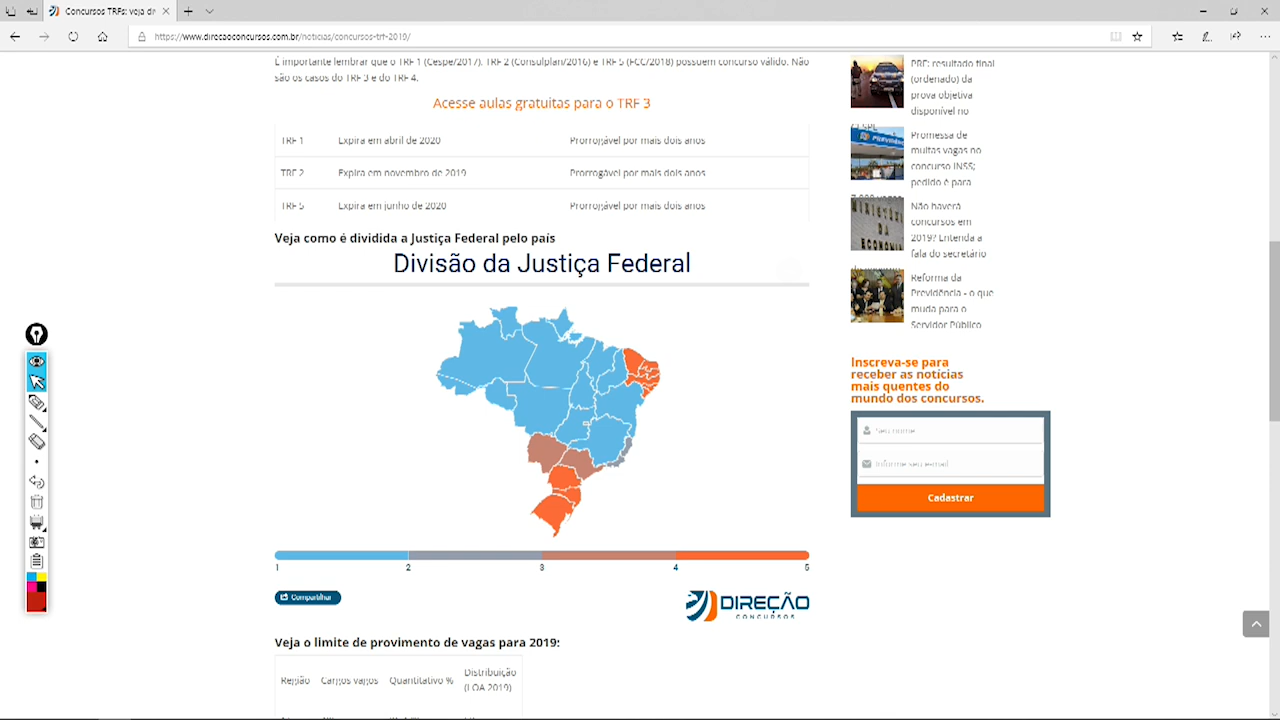 Concursos TRFs: veja di
https://www.direcaoconcursos.com.br/noticias/concursos-trf-2019/
É importante lembrar que o TRF 1 (Cespe/2017), TRF 2 (Consulplan/2016) e TRF 5 (FCC/2018) possuem concurso válido. Não
são os casos do TRF 3 e do TRF 4.
Acesse aulas gratuitas para o TRF 3
TRF 1 Expira em abril de 2020 Prorrogável por mais dois anos
TRF 2 Expira em novembro de 2019 Prorrogável por mais dois anos
TRF 5 Expira em junho de 2020 Prorrogável por mais dois anos
Veja como é dividida a Justiça Federal pelo país
Divisão da Justiça Federal
1 2 3 4 5
Compartilhar
DIREÇÃO
CONCURSOS
Veja o limite de provimento de vagas para 2019:
Região Cargos vagos Quantitativo % Distribuição
(LOA 2019)
PRF: resultado final
(ordenado) da
prova objetiva
disponível no
Promessa de
muitas vagas no
concurso INSS;
pedido é para
Não haverá
concursos em
2019? Entenda a
fala do secretário
Reforma da
Previdência - o que
muda para o
Servidor Público
Inscreva-se para
receber as notícias
mais quentes do
mundo dos concursos.
Seu nome
Informe seu e-mail
Cadastrar